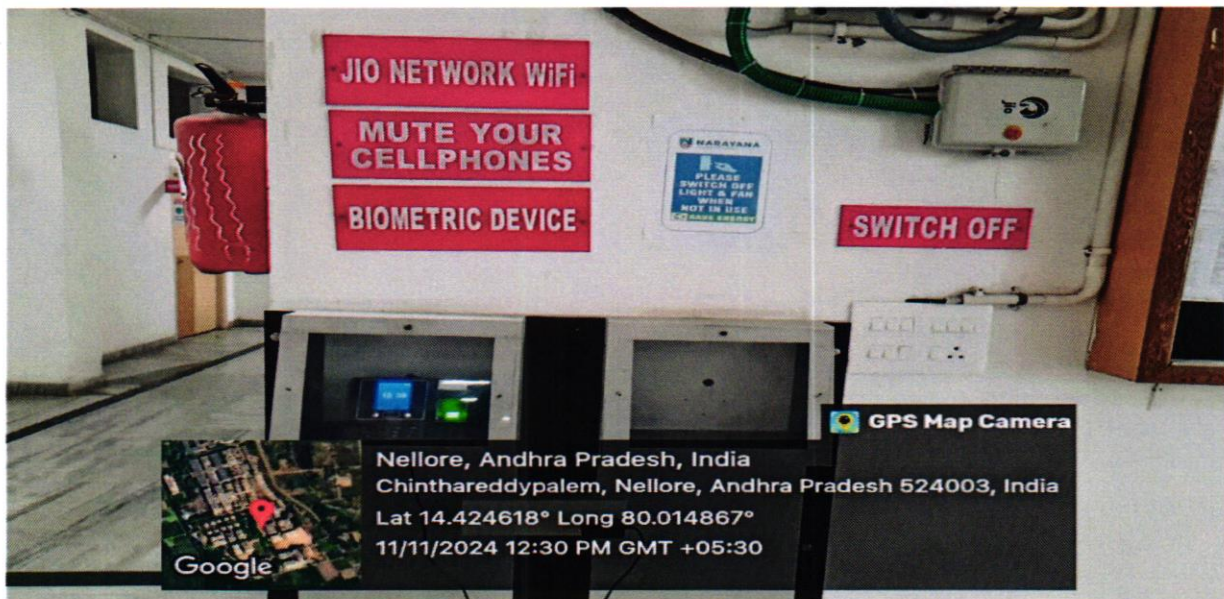 JIO NETWORK WiFi
MUTE YOUR
CELLPHONES
BIOMETRIC DEVICE
NARAYANA
PLEASE
SWITCH OFF
LIGHT & FAN
WHEN
NOT IN USE
SAVE ENERGY
Jio
SWITCH OFF
GPS Map Camera
Nellore, Andhra Pradesh, India
Chinthareddypalem, Nellore, Andhra Pradesh 524003, India
Lat 14.424618° Long 80.014867°
11/11/2024 12:30 PM GMT +05:30
Google